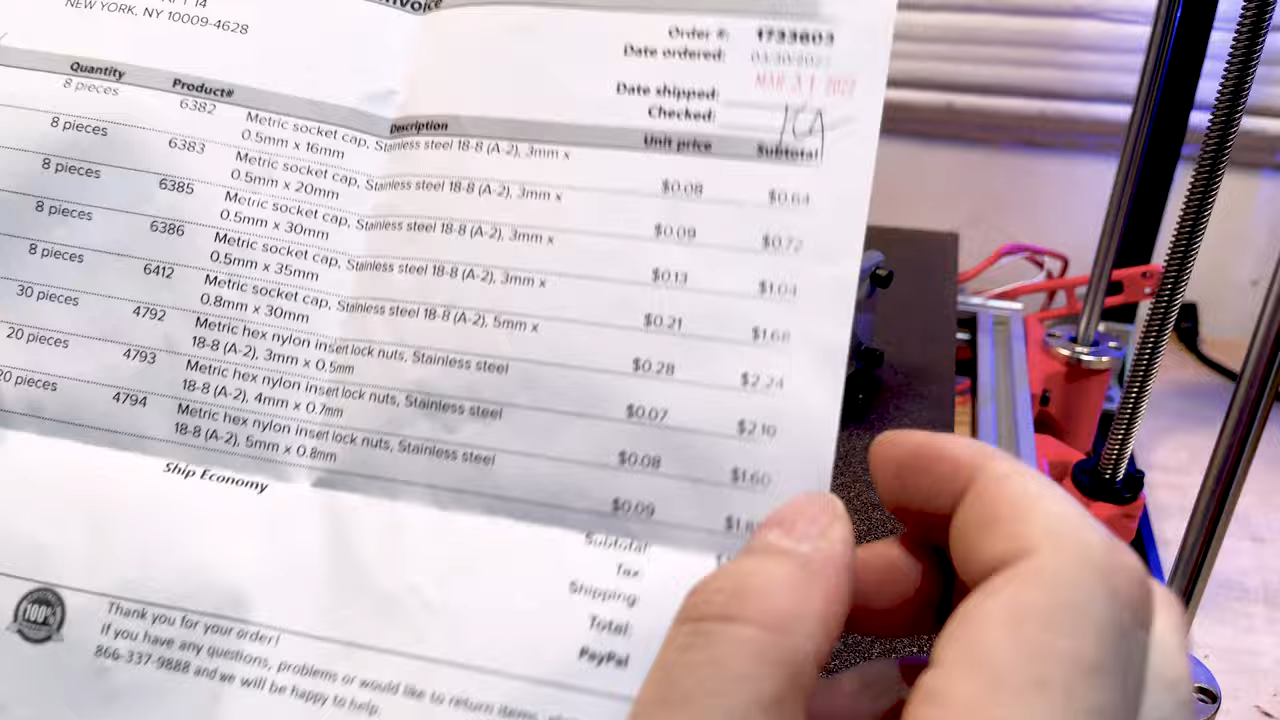 14
NEW YORK, NY 10009-4628
Order #: 1733603
Date ordered:
Date shipped: MAR 31 2022
Checked:
Quantity Product# Description Unit price Subtotal
8 pieces 6382 Metric socket cap, Stainless steel 18-8 (A-2), 3mm x
0.5mm x 16mm $0.08 $0.64
8 pieces 6383 Metric socket cap, Stainless steel 18-8 (A-2), 3mm x
0.5mm x 20mm $0.09 $0.72
8 pieces 6385 Metric socket cap, Stainless steel 18-8 (A-2), 3mm x
0.5mm x 30mm $0.13 $1.04
8 pieces 6386 Metric socket cap, Stainless steel 18-8 (A-2), 3mm x
0.5mm x 35mm $0.21 $1.68
8 pieces 6412 Metric socket cap, Stainless steel 18-8 (A-2), 5mm x
0.8mm x 30mm $0.28 $2.24
30 pieces 4792 Metric hex nylon insert lock nuts, Stainless steel
18-8 (A-2), 3mm x 0.5mm $0.07 $2.10
20 pieces 4793 Metric hex nylon insert lock nuts, Stainless steel
18-8 (A-2), 4mm x 0.7mm $0.08 $1.60
20 pieces 4794 Metric hex nylon insert lock nuts, Stainless steel
18-8 (A-2), 5mm x 0.8mm $0.09
Ship Economy
Subtotal
Tax
Shipping:
Total:
PayPal
100%
Thank you for your order!
If you have any questions, problems or would like to return items,
866-337-9888 and we will be happy to help.